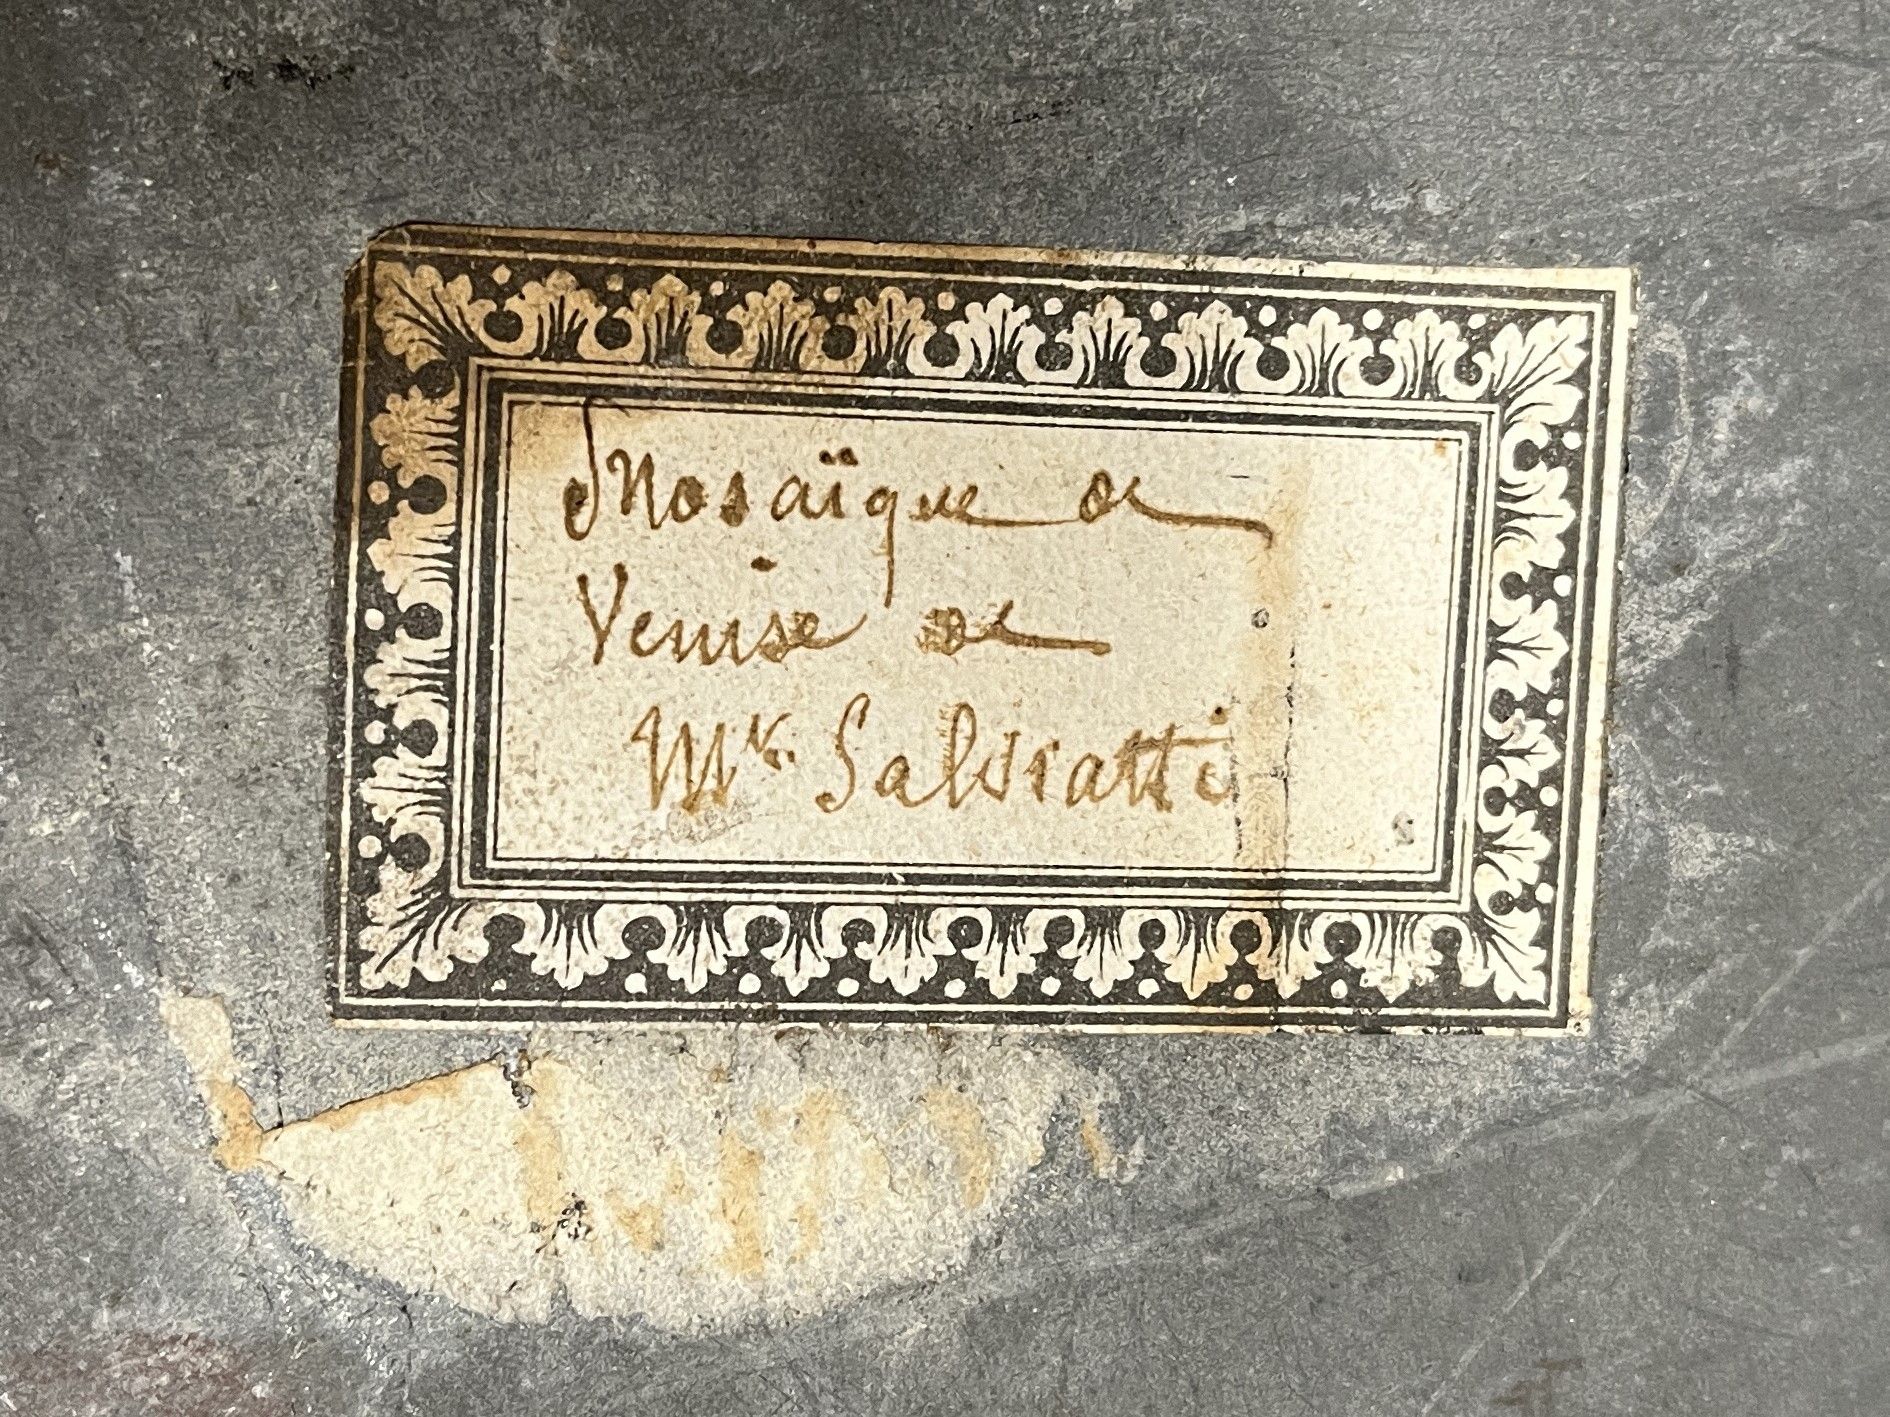 Mosaïque de
Venise de
Mr. Salviatti